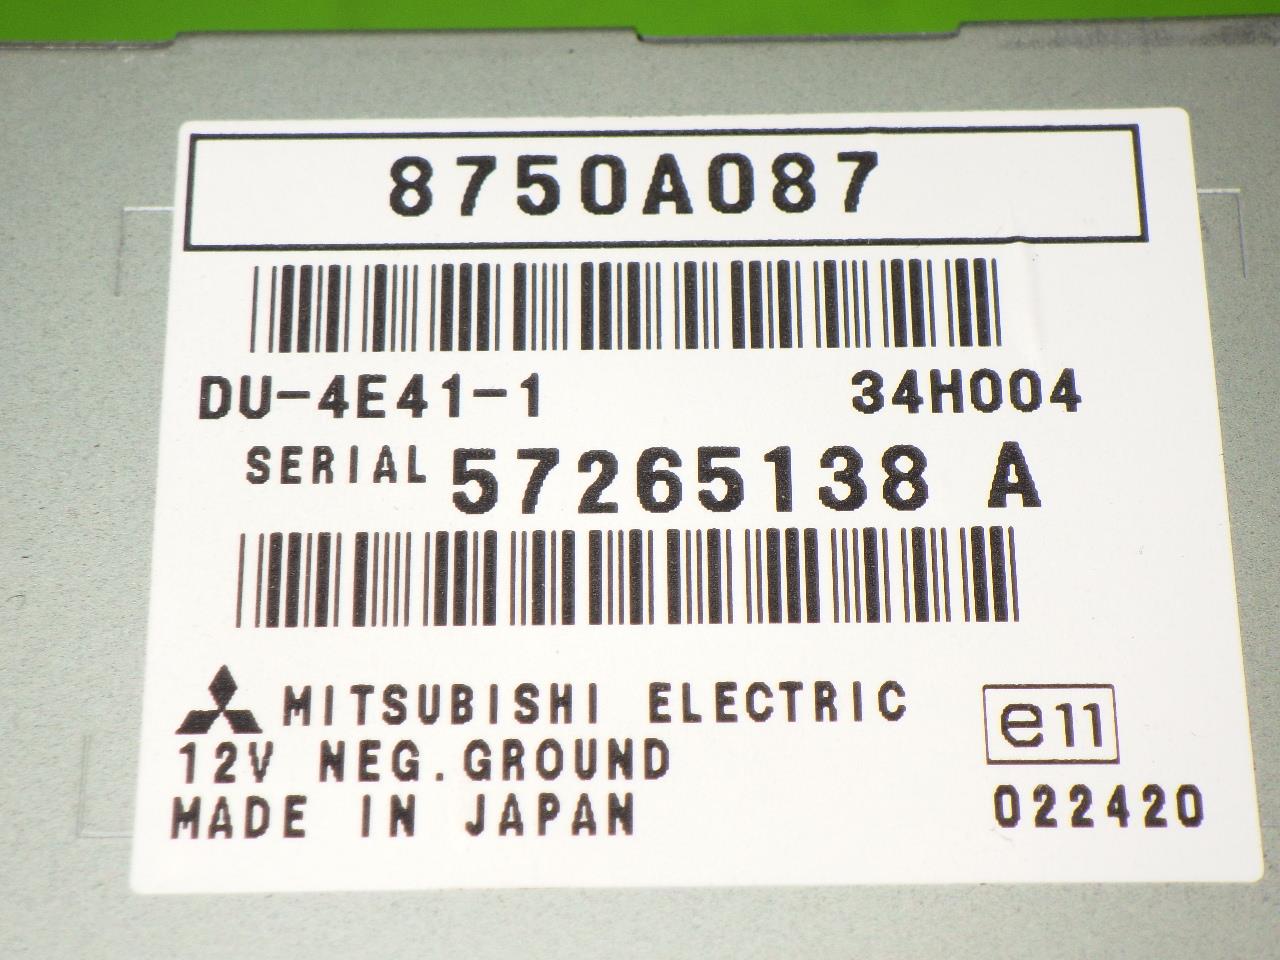 8750A087
DU-4E41-1 34H004
SERIAL 57265138 A
MITSUBISHI ELECTRIC
12V NEG.GROUND
MADE IN JAPAN
e11
022420